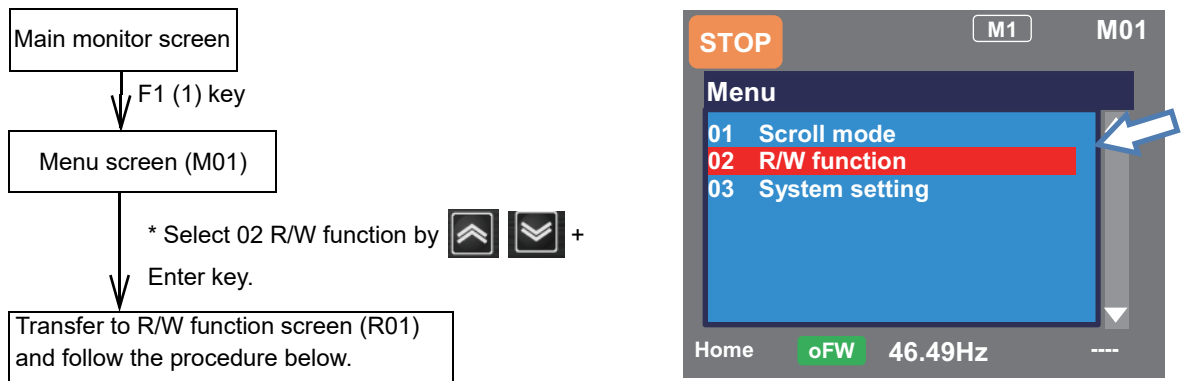 Main monitor screen
F1 (1) key
Menu screen (M01)
* Select 02 R/W function by +
Enter key.
Transfer to R/W function screen (R01)
and follow the procedure below.
STOP
M1
M01
Menu
01 Scroll mode
02 R/W function
03 System setting
Home oFW 46.49Hz ----